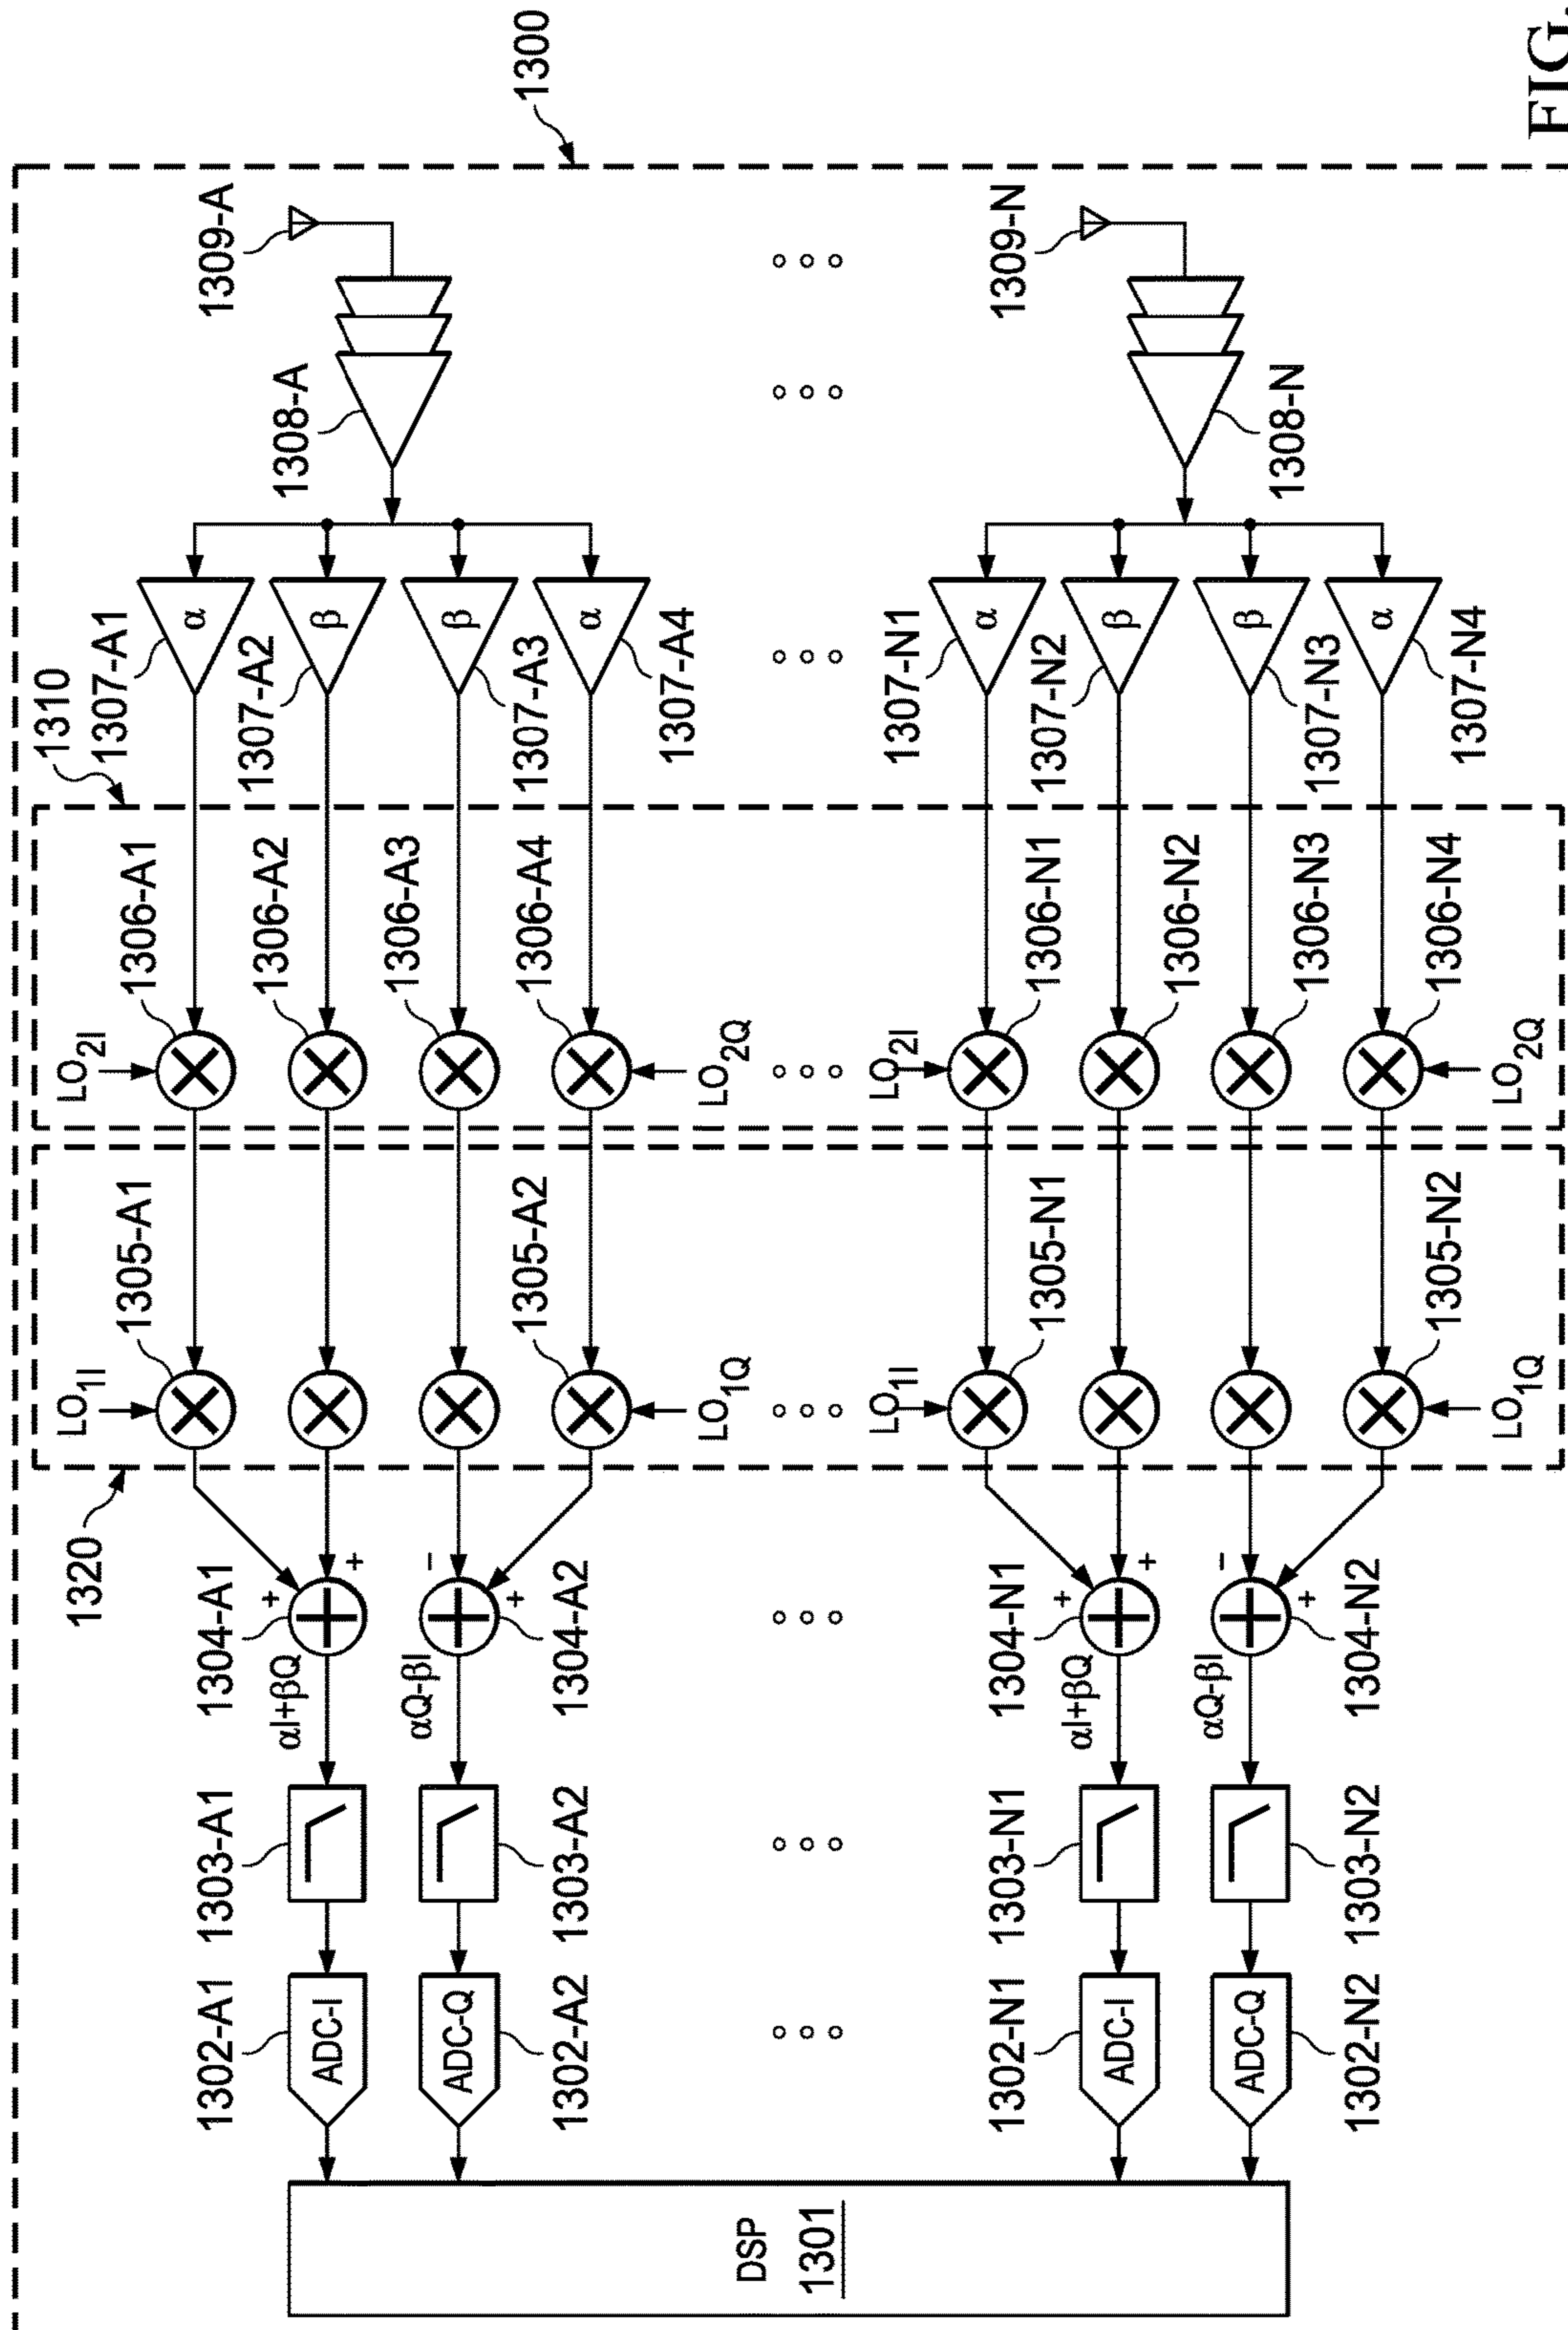 FIG.
1300
1309-A
1309-N
1308-A
1308-N
1310
1307-A1
α
1307-A2
β
1307-A3
β
1307-A4
α
1307-N1
α
1307-N2
β
1307-N3
β
1307-N4
α
1306-A1
1306-A2
1306-A3
1306-A4
1306-N1
1306-N2
1306-N3
1306-N4
LO2I
LO2Q
LO2I
LO2Q
1305-A1
1305-A2
1305-N1
1305-N2
LO1I
LO1Q
LO1I
LO1Q
1320
1304-A1
+
+
αI+βQ
1304-A2
−
+
αQ-βI
1304-N1
+
+
αI+βQ
1304-N2
−
+
αQ-βI
1303-A1
1303-A2
1303-N1
1303-N2
1302-A1
ADC-I
1302-A2
ADC-Q
1302-N1
ADC-I
1302-N2
ADC-Q
DSP
1301